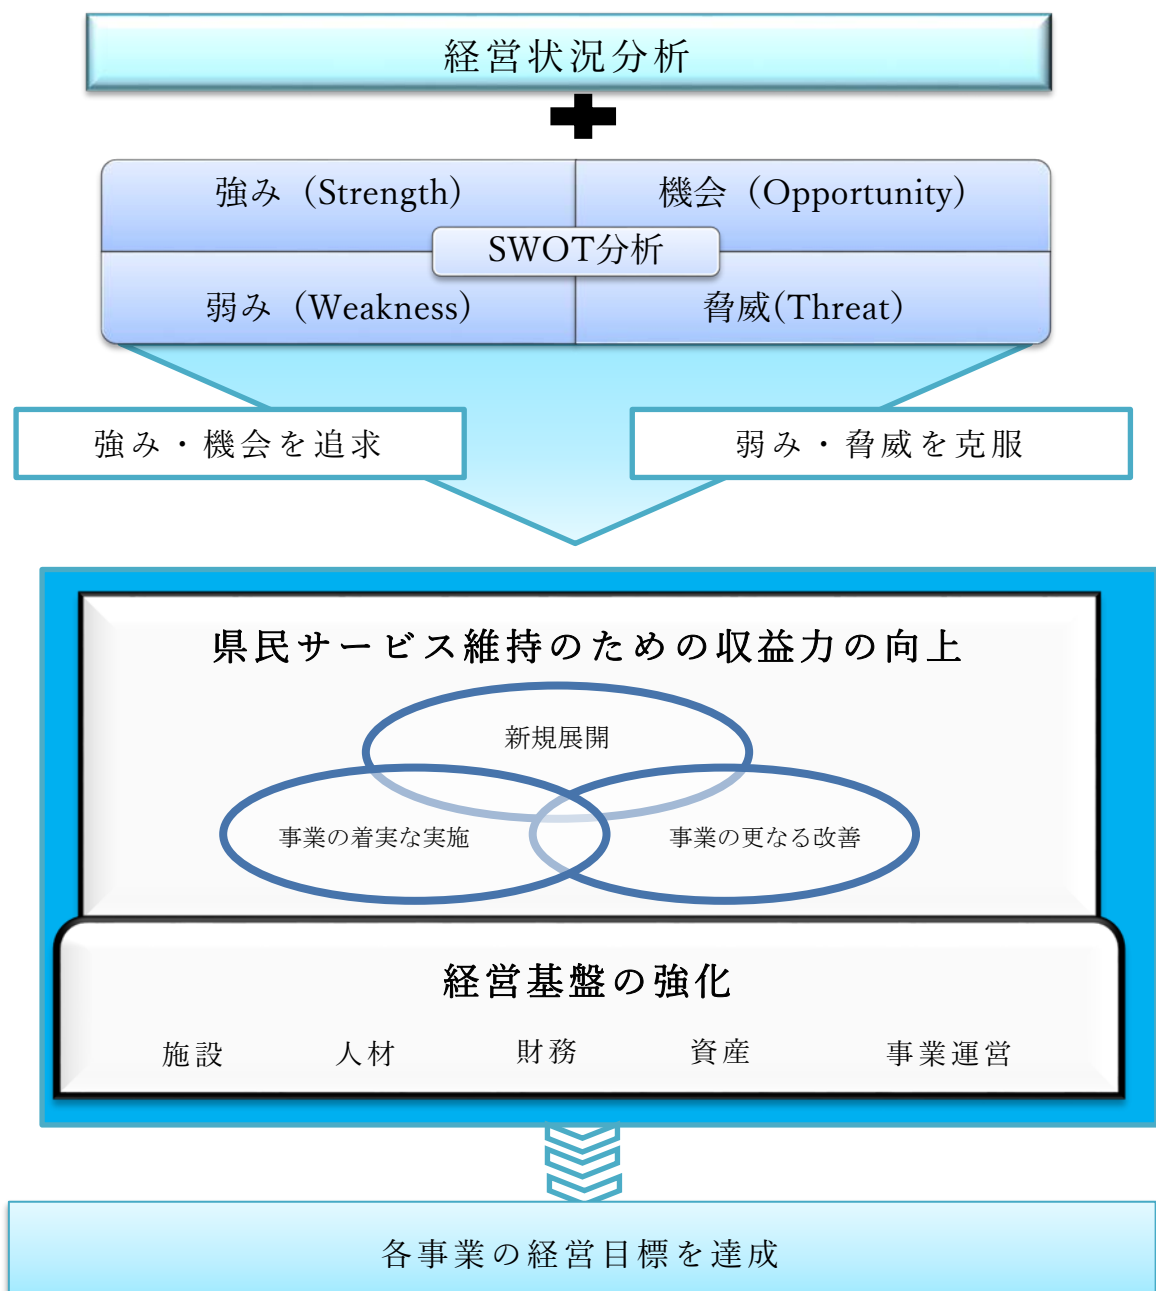 経営状況分析
強み（Strength)
機会（Opportunity)
SWOT分析
弱み（Weakness)
脅威(Threat）
強み・機会を追求
弱み・脅威を克服
県民サービス維持のための収益力の向上
新規展開
事業の着実な実施
事業の更なる改善
経営基盤の強化
施設 人材 財務 資産 事業運営
各事業の経営目標を達成